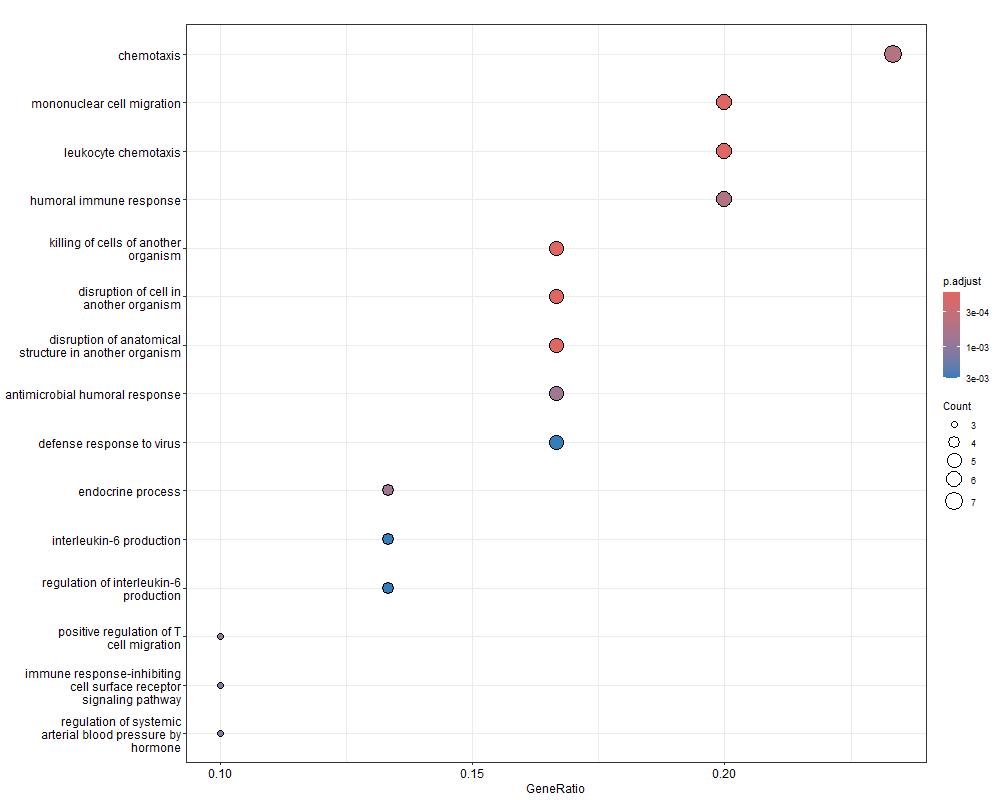 chemotaxis
mononuclear cell migration
leukocyte chemotaxis
humoral immune response
killing of cells of another
organism
disruption of cell in
another organism
disruption of anatomical
structure in another organism
antimicrobial humoral response
defense response to virus
endocrine process
interleukin-6 production
regulation of interleukin-6
production
positive regulation of T
cell migration
immune response-inhibiting
cell surface receptor
signaling pathway
regulation of systemic
arterial blood pressure by
hormone
0.10
0.15
0.20
GeneRatio
p.adjust
3e-04
1e-03
3e-03
Count
3
4
5
6
7